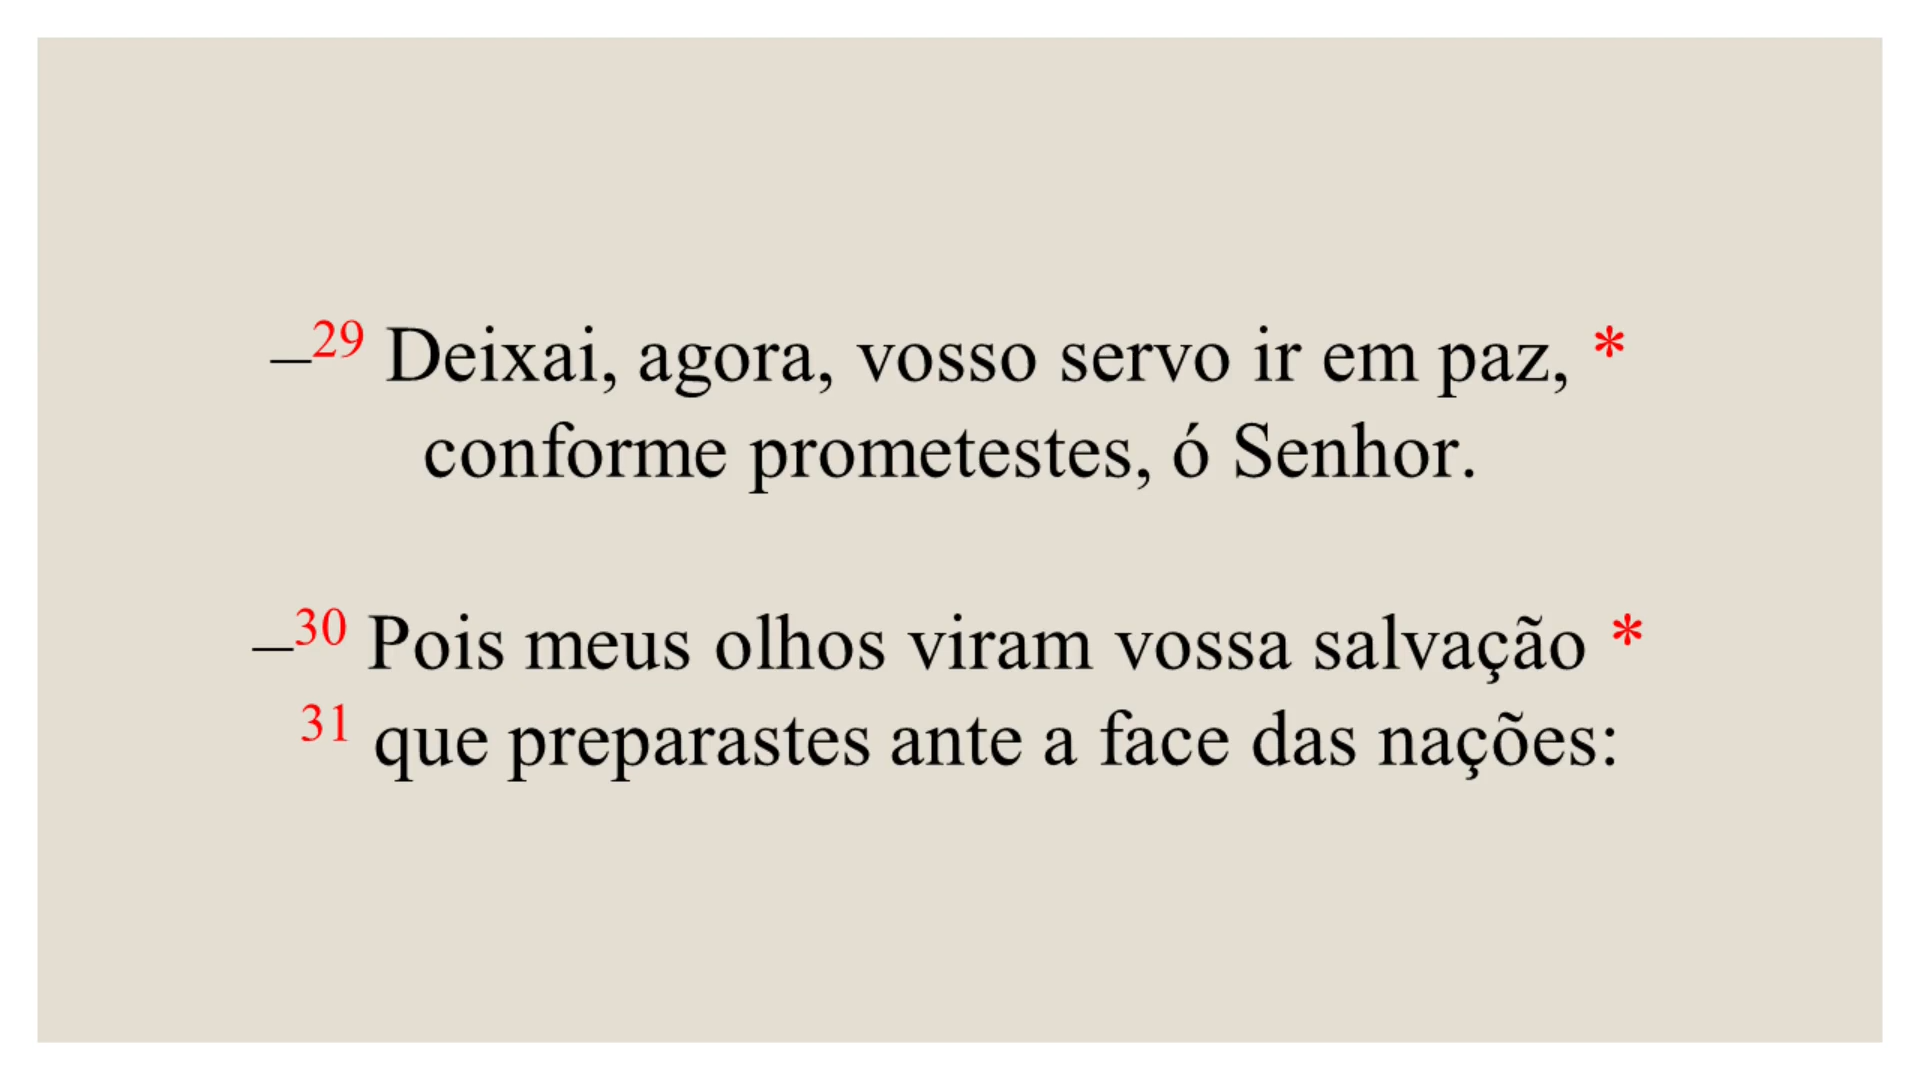 –29 Deixai, agora, vosso servo ir em paz, *
conforme prometestes, ó Senhor.
–30 Pois meus olhos viram vossa salvação *
31 que preparastes ante a face das nações: